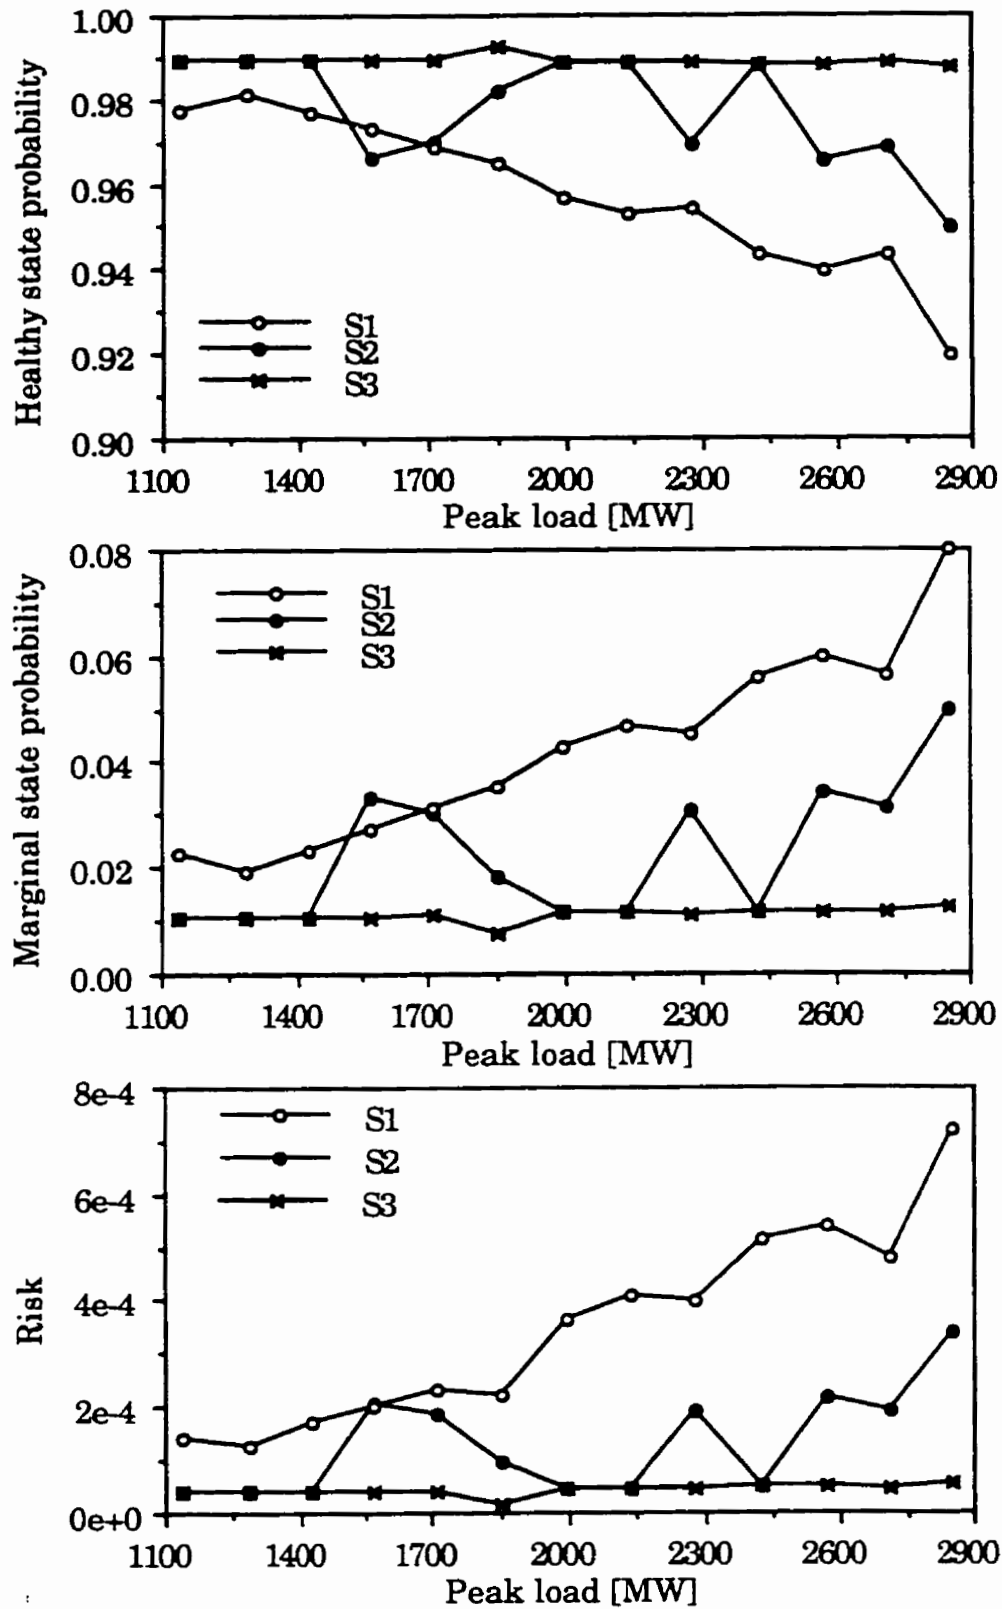 1.00
0.98
0.96
0.94
0.92
0.90
Healthy state probability
S1
S2
S3
1100 1400 1700 2000 2300 2600 2900
Peak load [MW]
0.08
0.06
0.04
0.02
0.00
Marginal state probability
S1
S2
S3
1100 1400 1700 2000 2300 2600 2900
Peak load [MW]
8e-4
6e-4
4e-4
2e-4
0e+0
Risk
S1
S2
S3
1100 1400 1700 2000 2300 2600 2900
Peak load [MW]